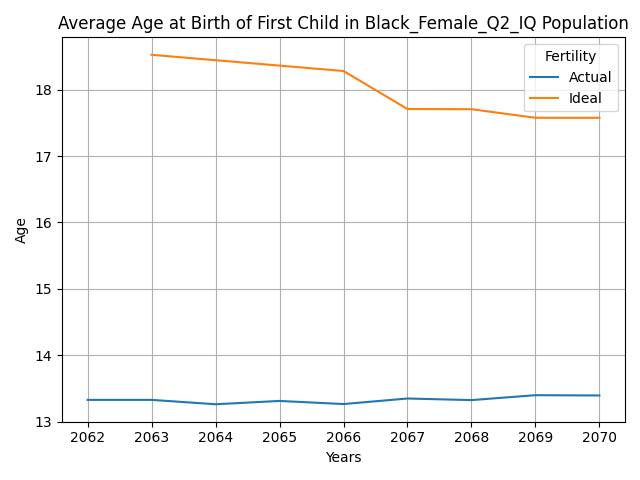 Average Age at Birth of First Child in Black_Female_Q2_IQ Population
Fertility
Actual
Ideal
Age
18
17
16
15
14
13
2062 2063 2064 2065 2066 2067 2068 2069 2070
Years